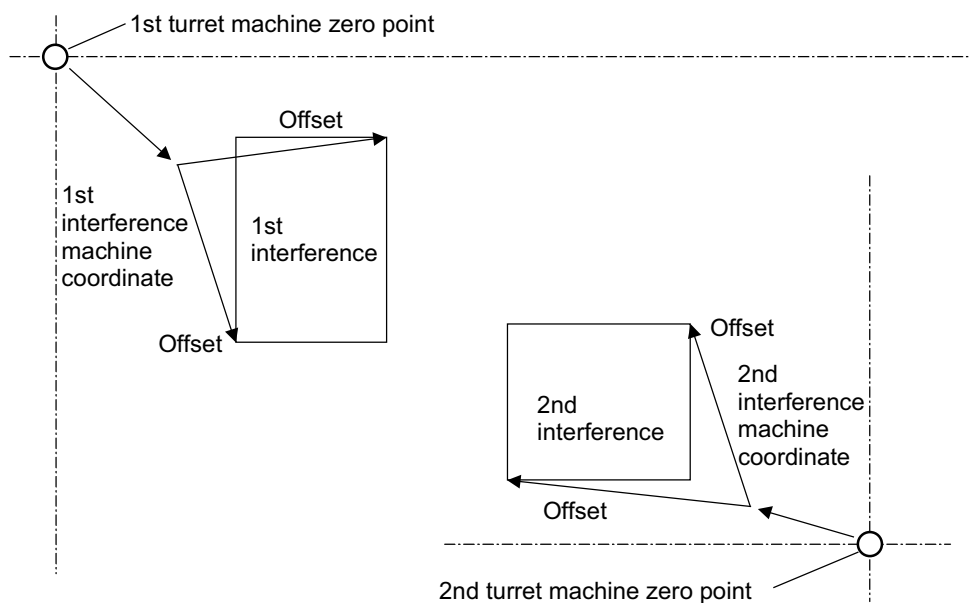 1st turret machine zero point
Offset
1st
interference
machine
coordinate
1st
interference
Offset
Offset
2nd
interference
2nd
interference
machine
coordinate
Offset
2nd turret machine zero point